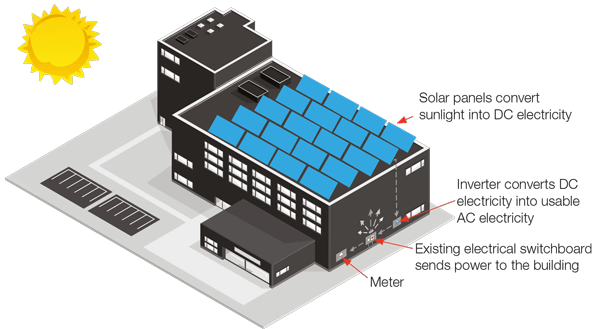 Solar panels convert
sunlight into DC electricity
Inverter converts DC
electricity into usable
AC electricity
Existing electrical switchboard
sends power to the building
Meter